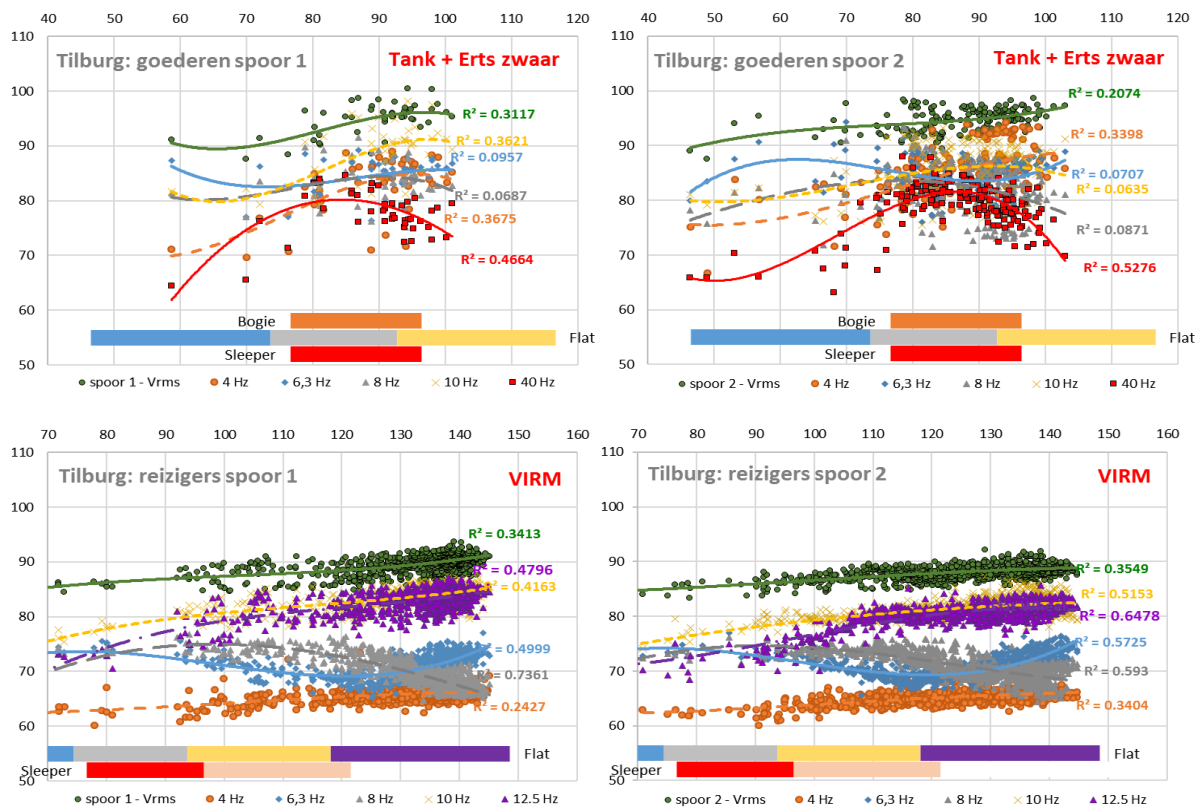 40 50 60 70 80 90 100 110 120
110
100
90
80
70
60
50
Tilburg: goederen spoor 1
Tank + Erts zwaar
R² = 0.3117
R² = 0.3621
R² = 0.0957
R² = 0.0687
R² = 0.3675
R² = 0.4664
Bogie
Flat
Sleeper
spoor 1 - Vrms 4 Hz 6,3 Hz 8 Hz 10 Hz 40 Hz
40 50 60 70 80 90 100 110 120
110
100
90
80
70
60
50
Tilburg: goederen spoor 2
Tank + Erts zwaar
R² = 0.2074
R² = 0.3398
R² = 0.0707
R² = 0.0635
R² = 0.0871
R² = 0.5276
Bogie
Flat
Sleeper
spoor 2 - Vrms 4 Hz 6,3 Hz 8 Hz 10 Hz 40 Hz
70 80 90 100 110 120 130 140 150 160
110
100
90
80
70
60
50
Tilburg: reizigers spoor 1
VIRM
R² = 0.3413
R² = 0.4796
R² = 0.4163
R² = 0.4999
R² = 0.7361
R² = 0.2427
Flat
Sleeper
spoor 1 - Vrms 4 Hz 6,3 Hz 8 Hz 10 Hz 12.5 Hz
70 80 90 100 110 120 130 140 150 160
110
100
90
80
70
60
50
Tilburg: reizigers spoor 2
VIRM
R² = 0.3549
R² = 0.5153
R² = 0.6478
R² = 0.5725
R² = 0.593
R² = 0.3404
Flat
Sleeper
spoor 2 - Vrms 4 Hz 6,3 Hz 8 Hz 10 Hz 12.5 Hz